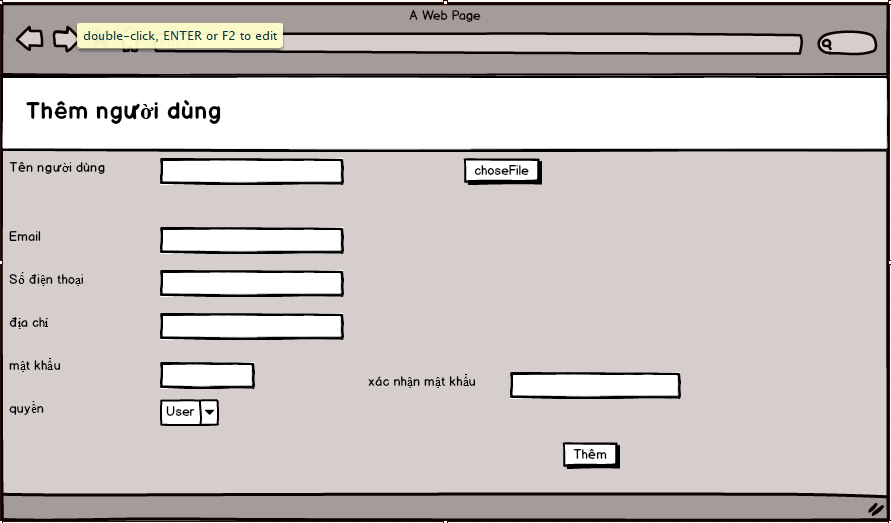 A Web Page
double-click, ENTER or F2 to edit
Thêm người dùng
Tên người dùng
choseFile
Email
Số điện thoại
địa chỉ
mật khẩu
xác nhận mật khẩu
quyền
User
Thêm